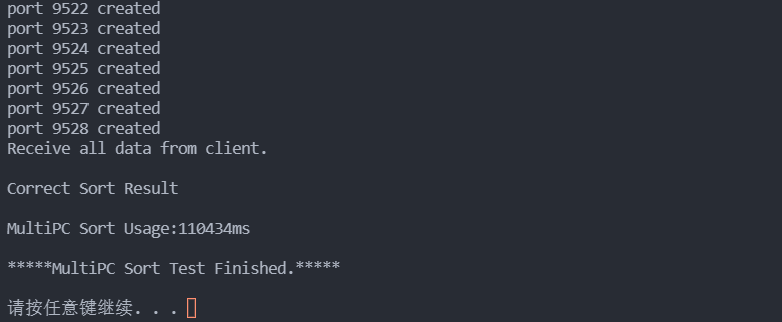 port 9522 created
port 9523 created
port 9524 created
port 9525 created
port 9526 created
port 9527 created
port 9528 created
Receive all data from client.
Correct Sort Result
MultiPC Sort Usage:110434ms
*****MultiPC Sort Test Finished.*****
请按任意键继续. . .